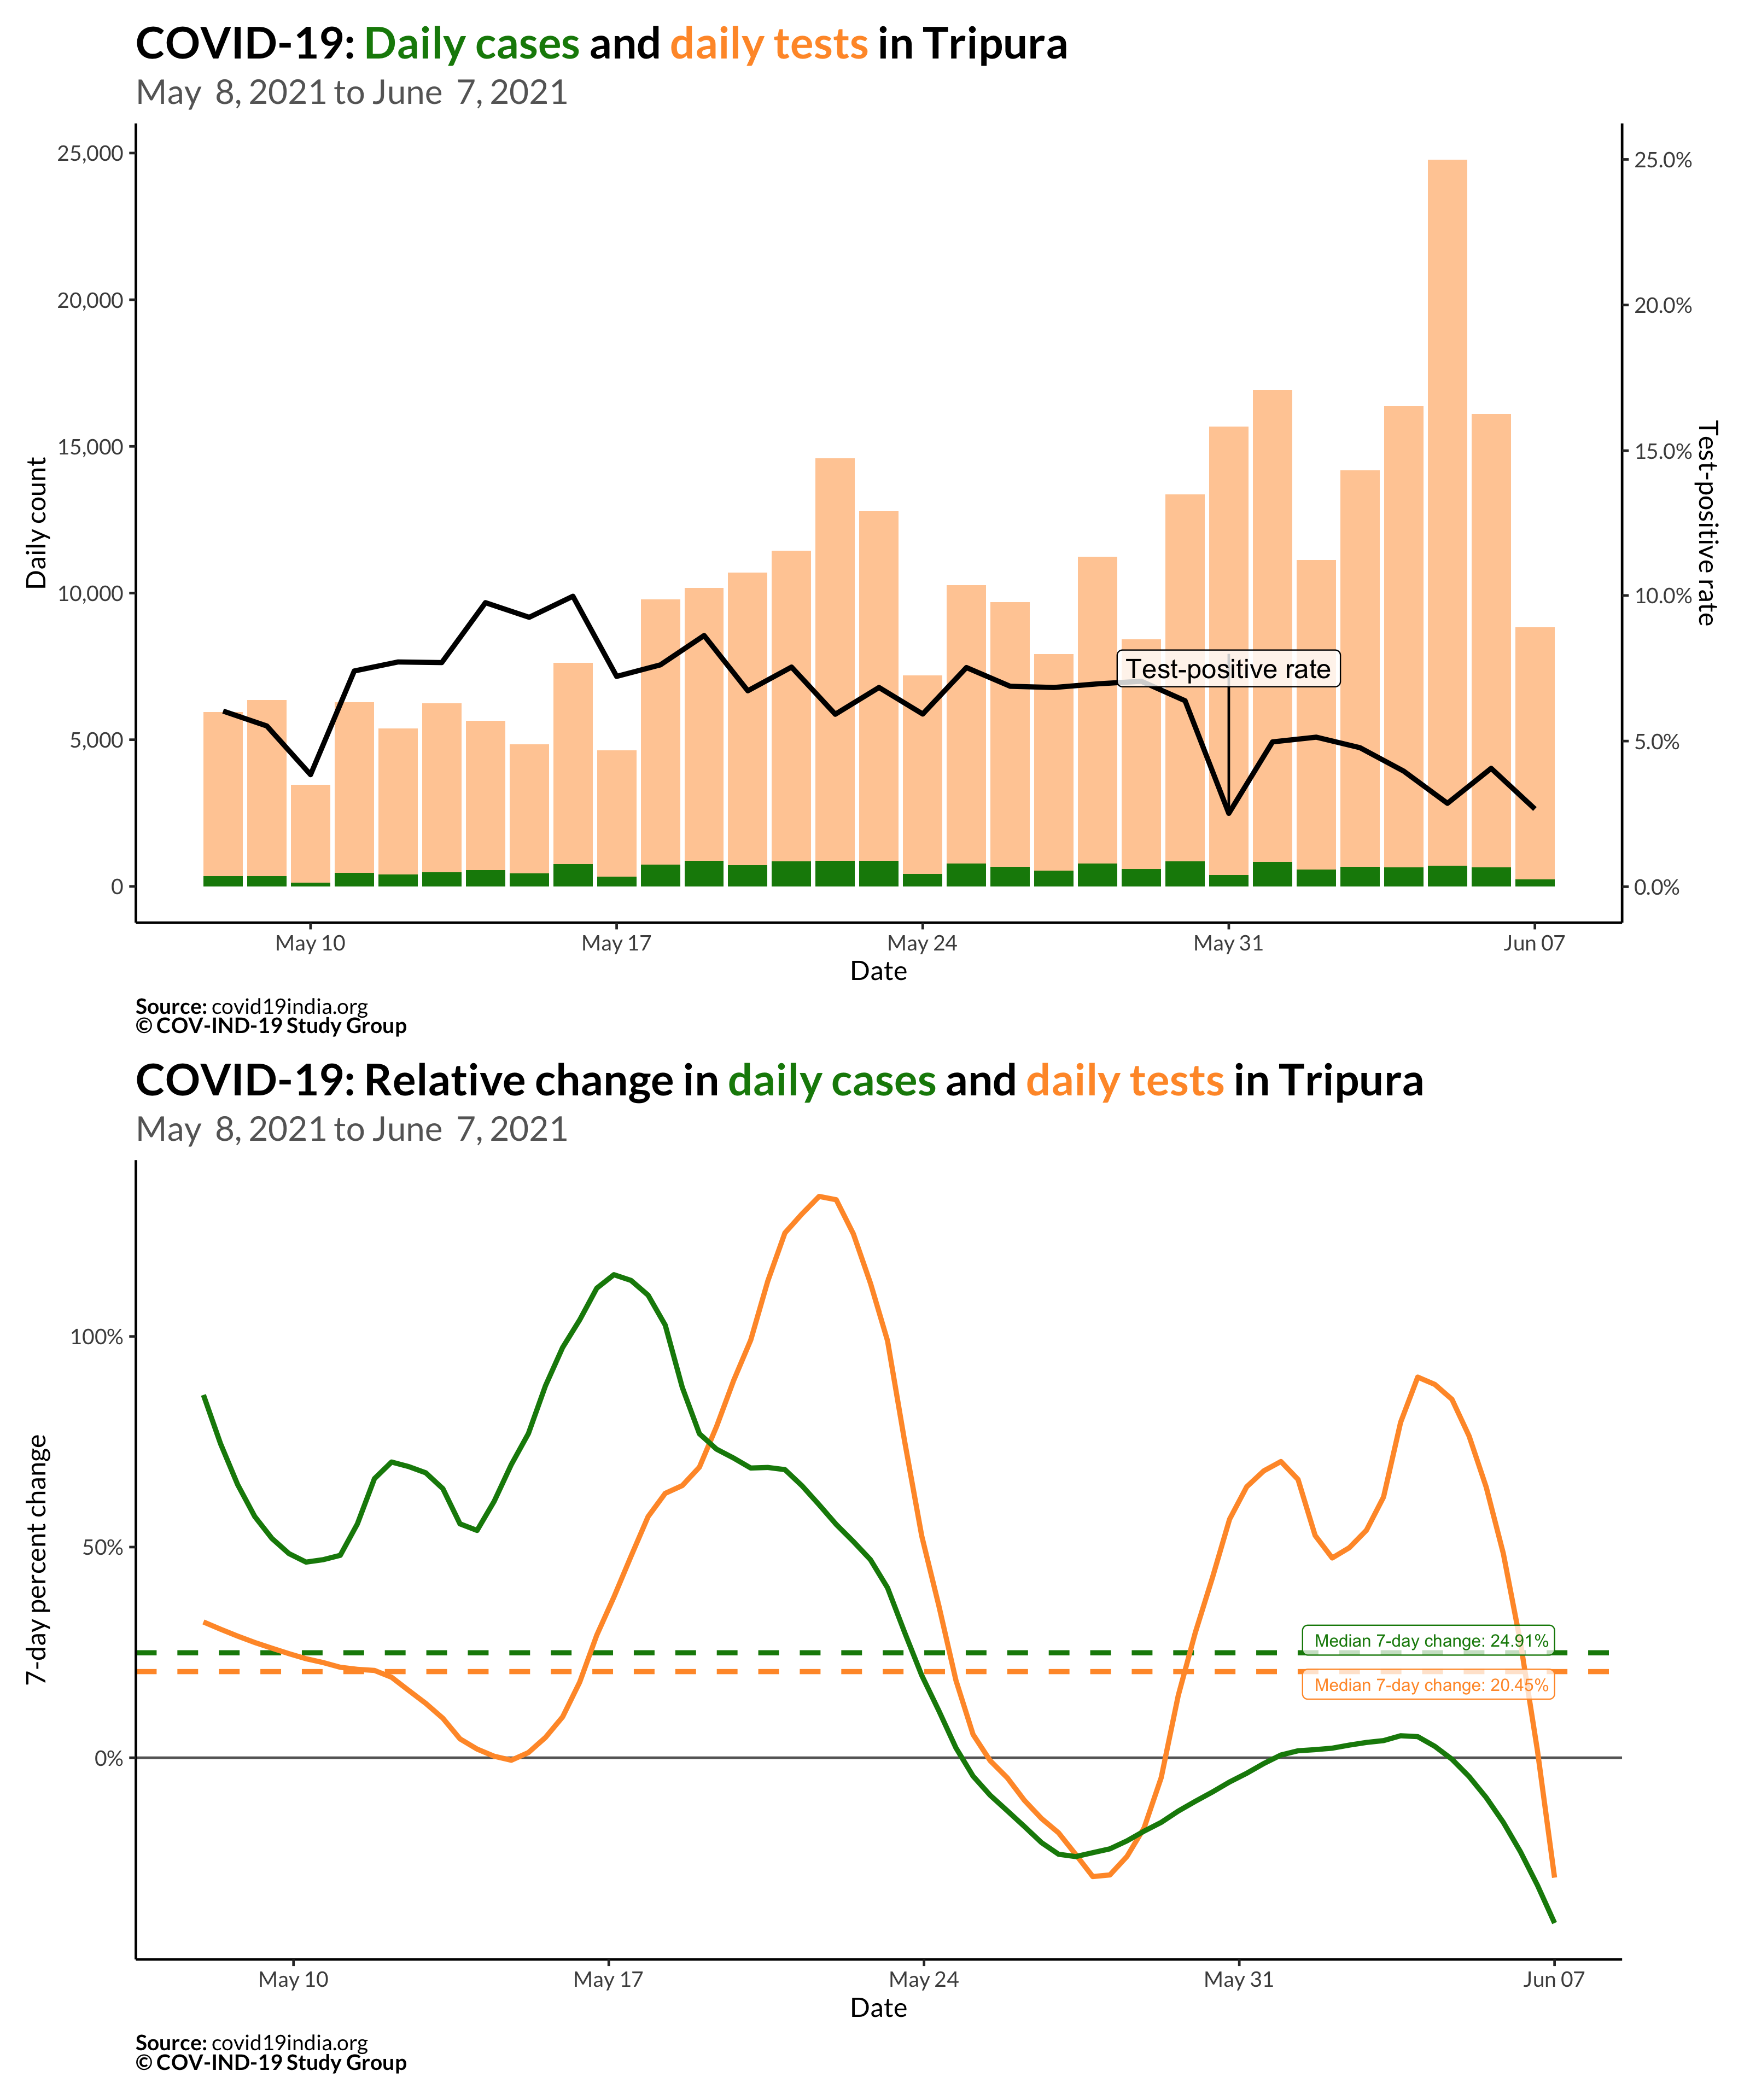 COVID-19: Daily cases and daily tests in Tripura
May  8, 2021 to June  7, 2021
25,000
20,000
15,000
10,000
5,000
0
Daily count
25.0%
20.0%
15.0%
10.0%
5.0%
0.0%
Test-positive rate
Test-positive rate
May 10
May 17
May 24
May 31
Jun 07
Date
Source: covid19india.org
© COV-IND-19 Study Group
COVID-19: Relative change in daily cases and daily tests in Tripura
May  8, 2021 to June  7, 2021
100%
50%
0%
7-day percent change
Median 7-day change: 24.91%
Median 7-day change: 20.45%
May 10
May 17
May 24
May 31
Jun 07
Date
Source: covid19india.org
© COV-IND-19 Study Group